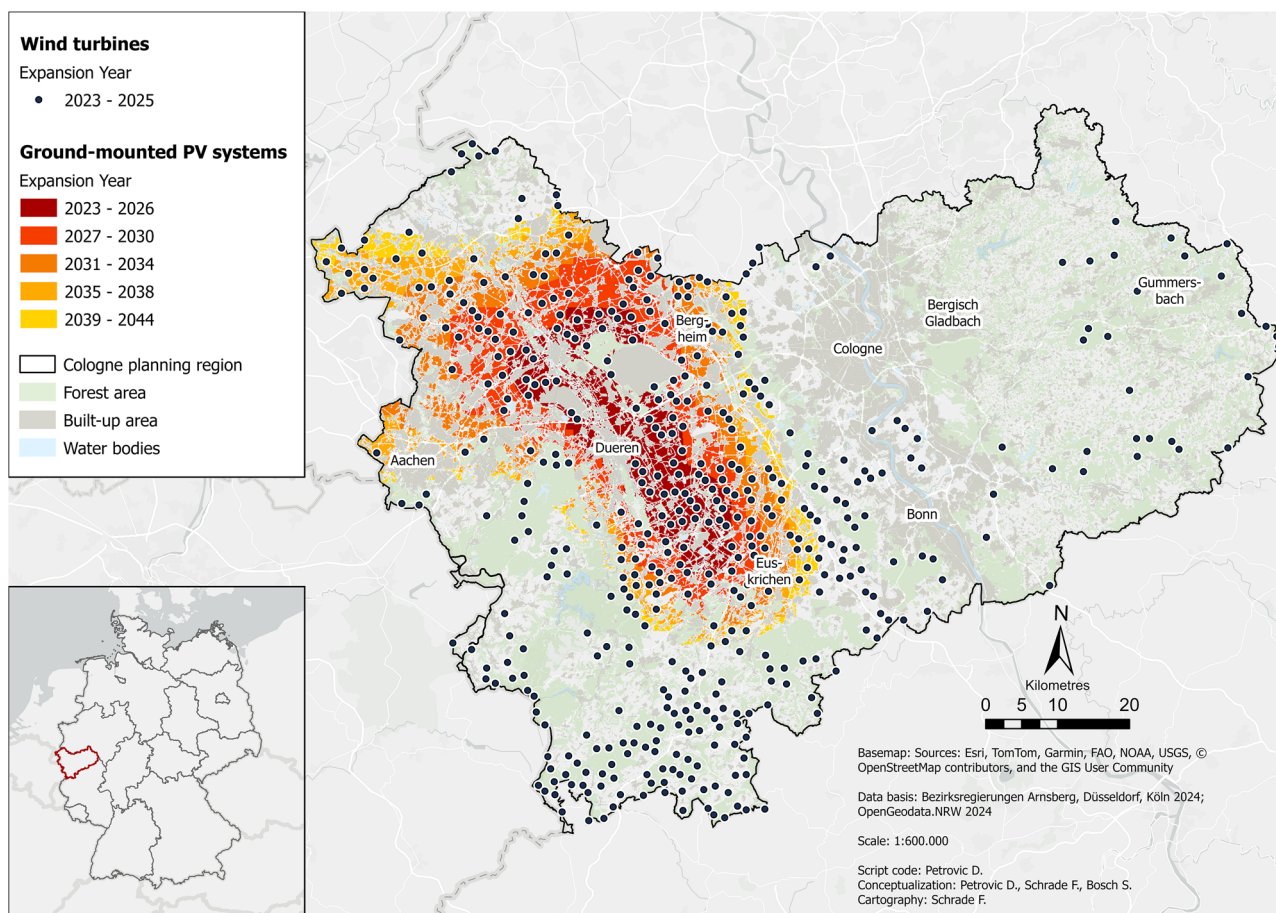 Wind turbines
Expansion Year
2023 - 2025
Ground-mounted PV systems
Expansion Year
2023 - 2026
2027 - 2030
2031 - 2034
2035 - 2038
2039 - 2044
Cologne planning region
Forest area
Built-up area
Water bodies
Gummers-
bach
Bergisch
Gladbach
Berg-
heim
Cologne
Dueren
Aachen
Bonn
Eus-
krichen
N
Kilometres
0 5 10 20
Basemap: Sources: Esri, TomTom, Garmin, FAO, NOAA, USGS, ©
OpenStreetMap contributors, and the GIS User Community
Data basis: Bezirksregierungen Arnsberg, Düsseldorf, Köln 2024;
OpenGeodata.NRW 2024
Scale: 1:600.000
Script code: Petrovic D.
Conceptualization: Petrovic D., Schrade F., Bosch S.
Cartography: Schrade F.